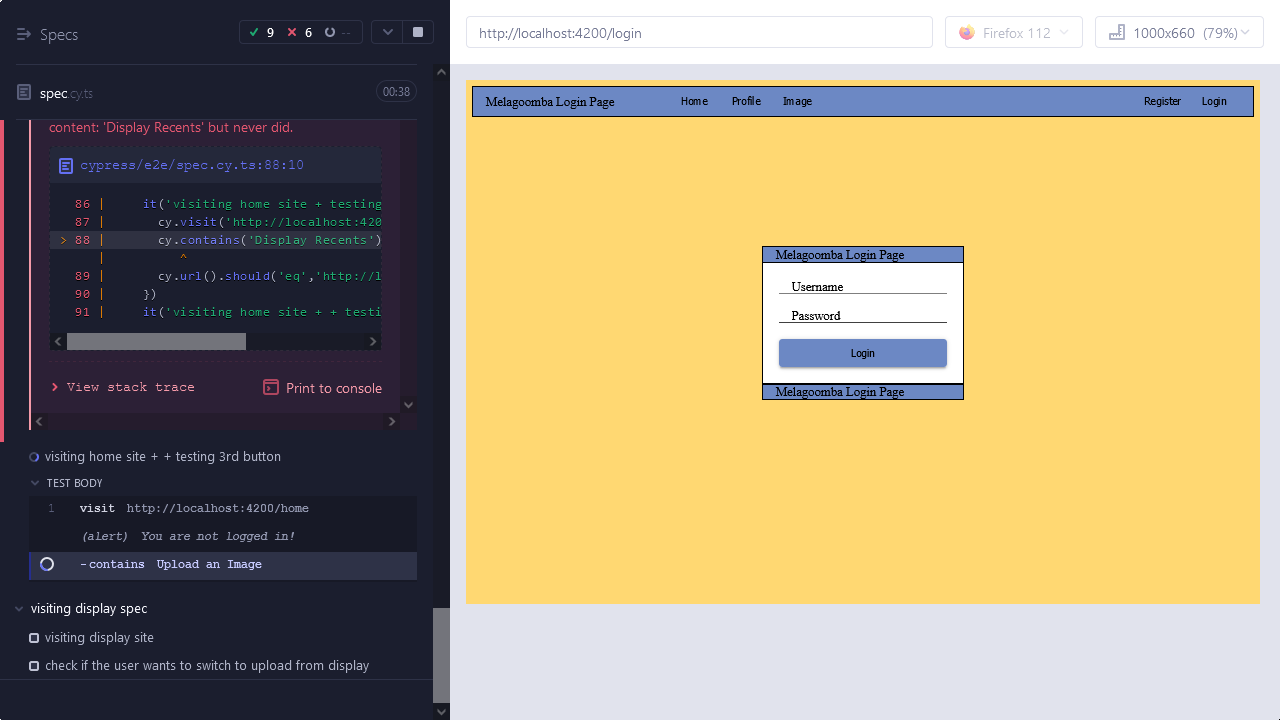 Specs
9 6 --
spec.cy.ts 00:38
content: 'Display Recents' but never did.
cypress/e2e/spec.cy.ts:88:10
86 | it('visiting home site + testing
87 | cy.visit('http://localhost:420
> 88 | cy.contains('Display Recents')
| ^
89 | cy.url().should('eq','http://l
90 | })
91 | it('visiting home site + + testi
View stack trace
Print to console
visiting home site + + testing 3rd button
TEST BODY
1 visit http://localhost:4200/home
(alert) You are not logged in!
-contains Upload an Image
visiting display spec
visiting display site
check if the user wants to switch to upload from display
http://localhost:4200/login
Firefox 112
1000x660 (79%)
Melagoomba Login Page Home Profile Image Register Login
Melagoomba Login Page
Username
Password
Login
Melagoomba Login Page